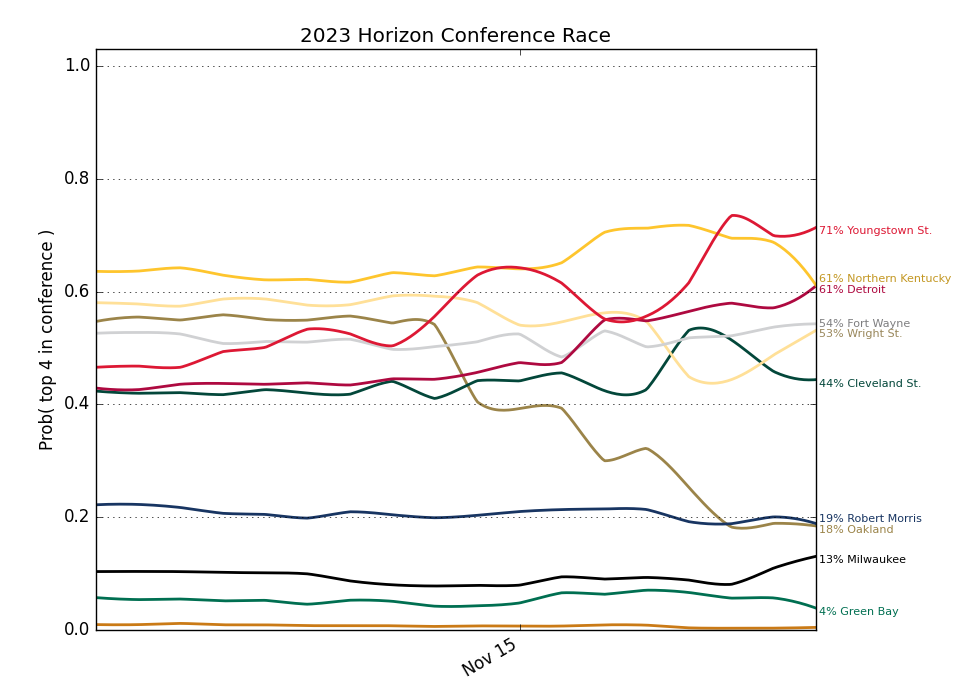 2023 Horizon Conference Race
Prob( top 4 in conference )
1.0
0.8
0.6
0.4
0.2
0.0
Nov 15
71% Youngstown St.
61% Northern Kentucky
61% Detroit
54% Fort Wayne
53% Wright St.
44% Cleveland St.
19% Robert Morris
18% Oakland
13% Milwaukee
4% Green Bay